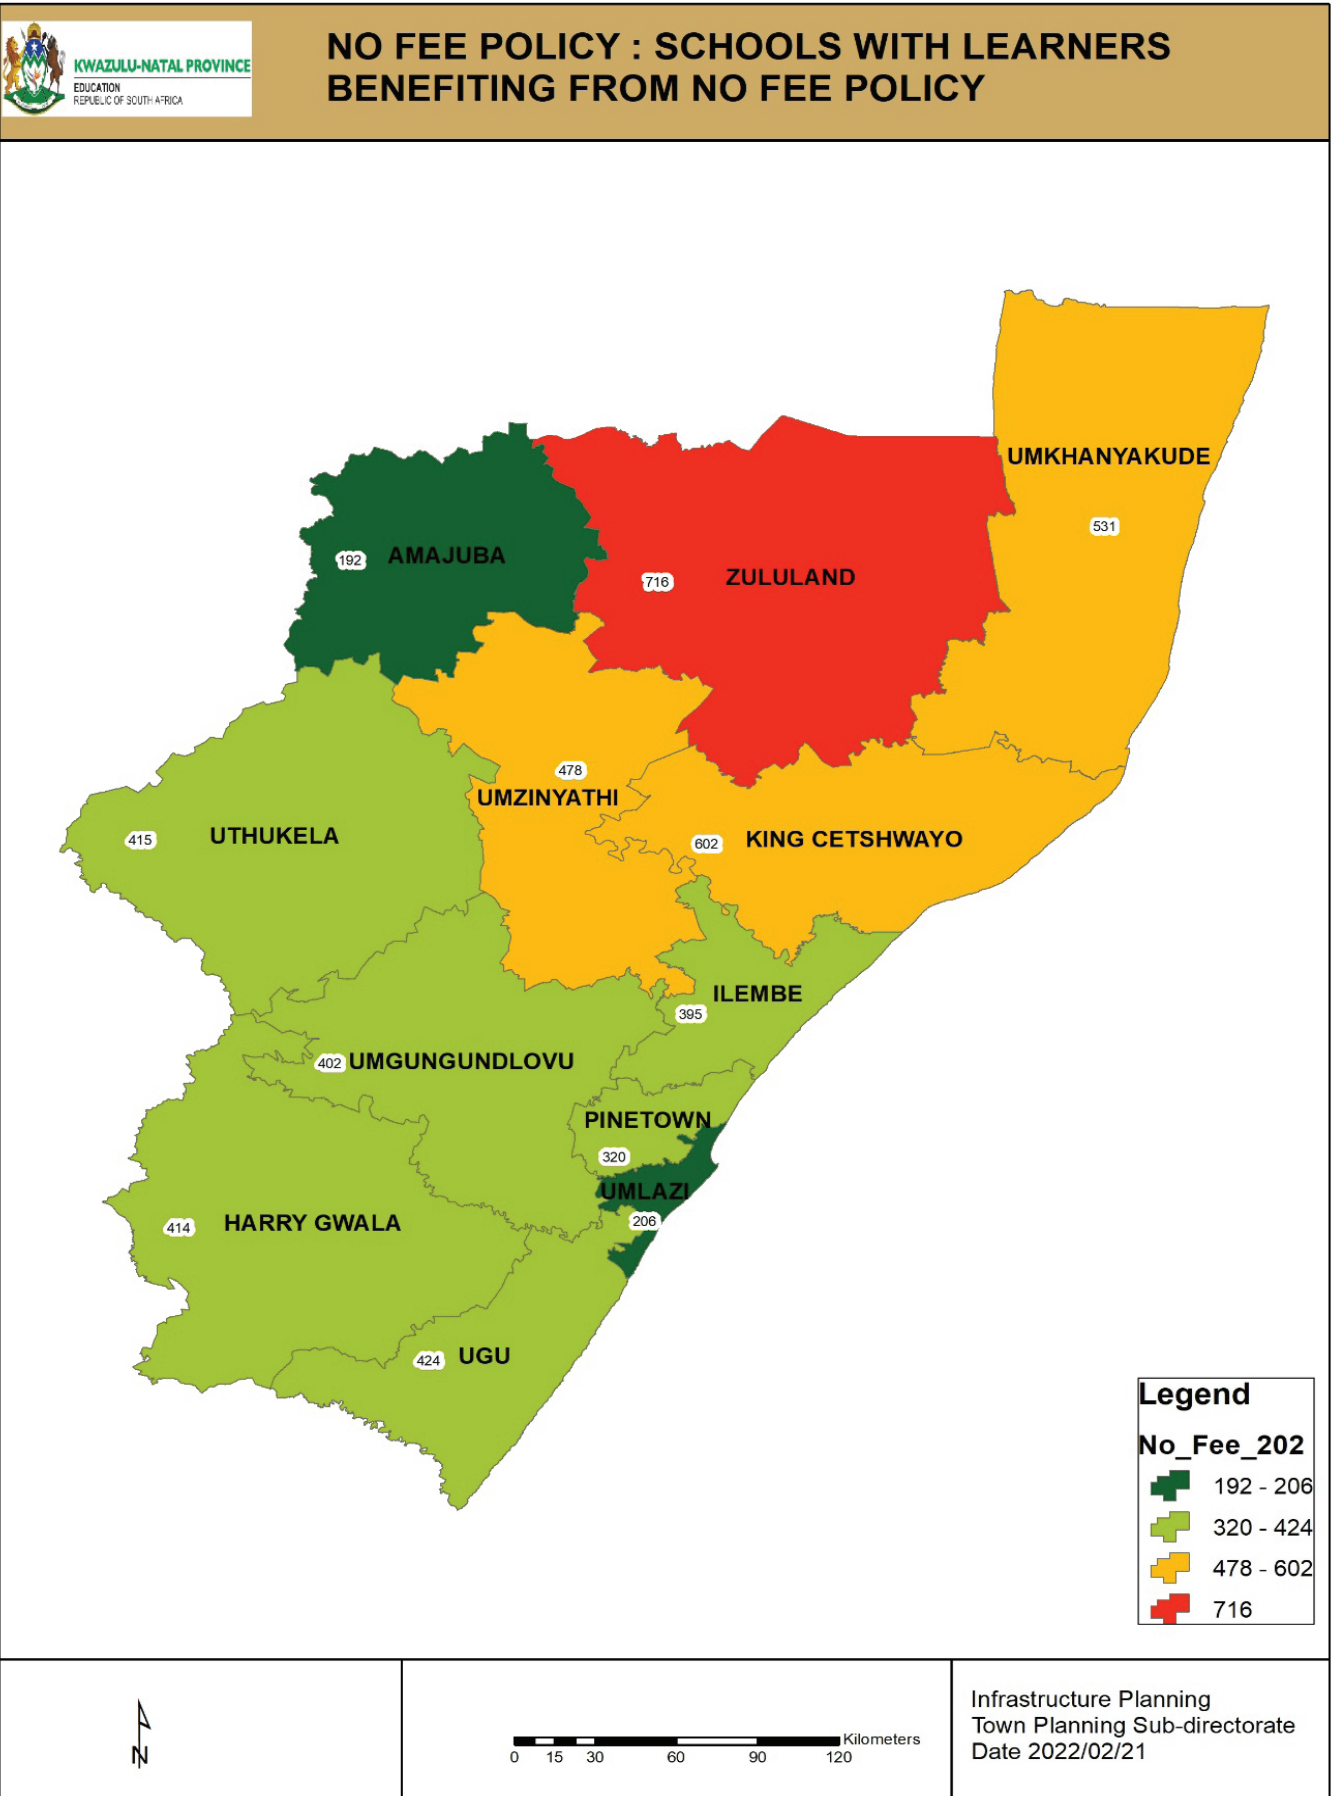 KWAZULU-NATAL PROVINCE
EDUCATION
REPUBLIC OF SOUTH AFRICA
NO FEE POLICY : SCHOOLS WITH LEARNERS
BENEFITING FROM NO FEE POLICY
UMKHANYAKUDE
531
192 AMAJUBA
716 ZULULAND
478
UMZINYATHI
415 UTHUKELA
602 KING CETSHWAYO
ILEMBE
395
402 UMGUNGUNDLOVU
PINETOWN
320
UMLAZI
206
414 HARRY GWALA
424 UGU
Legend
No_Fee_202
192 - 206
320 - 424
478 - 602
716
N
Kilometers
0 15 30 60 90 120
Infrastructure Planning
Town Planning Sub-directorate
Date 2022/02/21